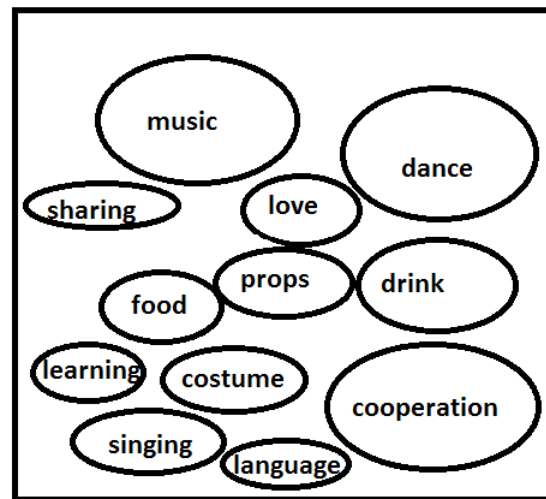 music
dance
sharing
love
props
drink
food
learning
costume
cooperation
singing
language